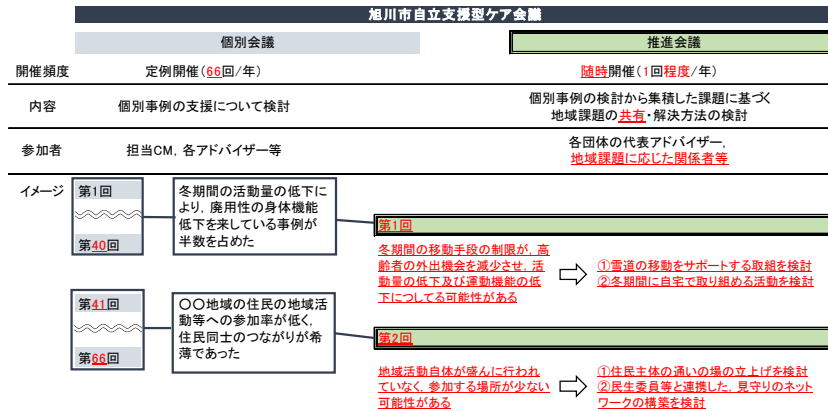 旭川市自立支援型ケア会議
個別会議
推進会議
開催頻度
定例開催(66回/年)
随時開催(1回程度/年)
内容
個別事例の支援について検討
個別事例の検討から集積した課題に基づく
地域課題の共有・解決方法の検討
参加者
担当CM,各アドバイザー等
各団体の代表アドバイザー,
地域課題に応じた関係者等
イメージ
第1回
第40回
冬期間の活動量の低下に
より,廃用性の身体機能
低下を来している事例が
半数を占めた
第1回
冬期間の移動手段の制限が,高
齢者の外出機会を減少させ,活
動量の低下及び運動機能の低
下につしてる可能性がある
①雪道の移動をサポートする取組を検討
②冬期間に自宅で取り組める活動を検討
第41回
第66回
〇〇地域の住民の地域活
動等への参加率が低く,
住民同士のつながりが希
薄であった
第2回
地域活動自体が盛んに行われ
ていなく,参加する場所が少ない
可能性がある
①住民主体の通いの場の立上げを検討
②民生委員等と連携した,見守りのネット
ワークの構築を検討